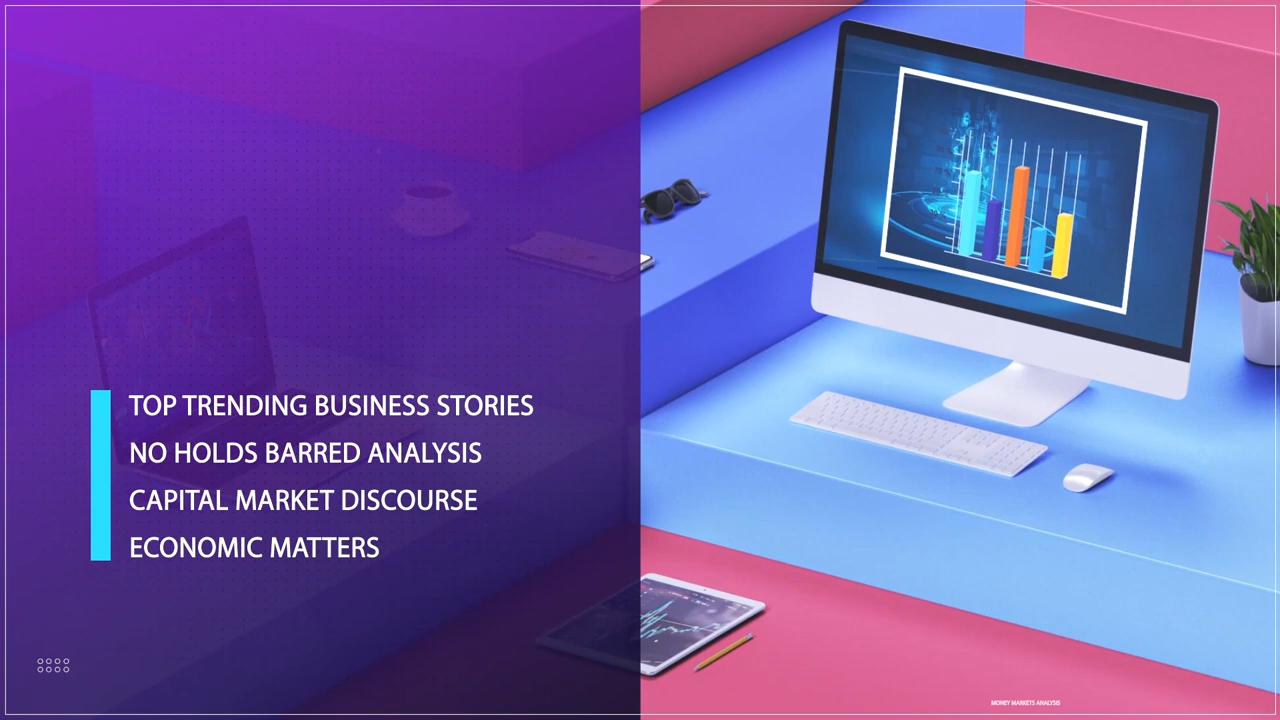 TOP TRENDING BUSINESS STORIES
NO HOLDS BARRED ANALYSIS
CAPITAL MARKET DISCOURSE
ECONOMIC MATTERS
MONEY MARKETS ANALYSIS